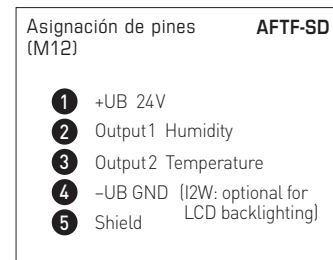 Asignación de pines AFTF-SD
(M12)
1 +UB 24V
2 Output1 Humidity
3 Output2 Temperature
4 –UB GND (I2W: optional for
LCD backlighting)
5 Shield